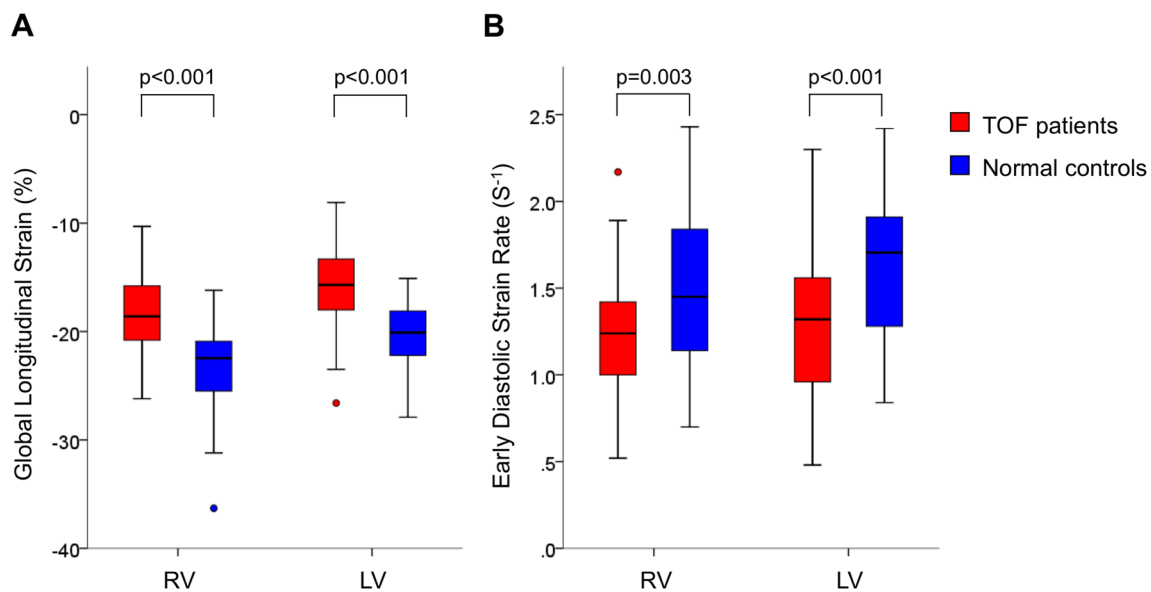 A
B
p<0.001
p<0.001
p=0.003
p<0.001
0
-10
-20
-30
-40
Global Longitudinal Strain (%)
RV
LV
2.5
2.0
1.5
1.0
.5
.0
Early Diastolic Strain Rate (S-1)
RV
LV
TOF patients
Normal controls